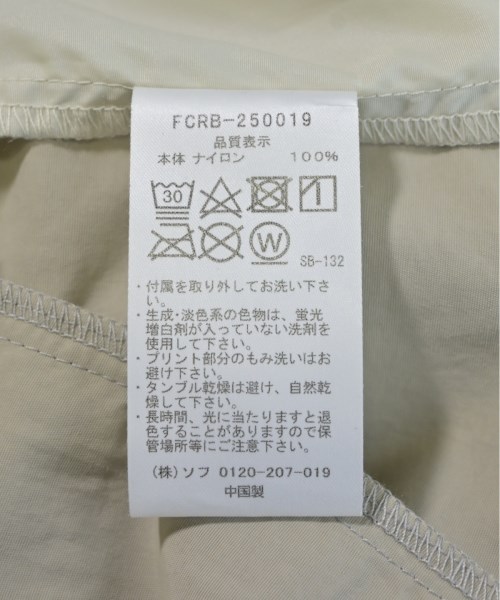 FCRB-250019
品質表示
本体 ナイロン 100%
30
W
SB-132
・付属を取り外してお洗い下さ
い。
・生成・淡色系の色物は、蛍光
増白剤が入っていない洗剤を
使用して下さい。
・プリント部分のもみ洗いはお
避け下さい。
・タンブル乾燥は避け、自然乾
燥して下さい。
・長時間、光に当たりますと退
色することがありますので保
管場所等にご注意下さい。
(株)ソフ 0120-207-019
中国製